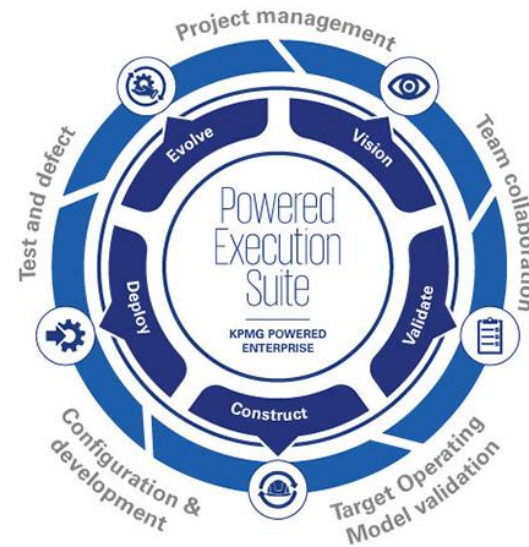 Project management
Team collaboration
Target Operating
Model validation
Configuration &
development
Test and defect
Vision
Validate
Construct
Deploy
Evolve
Powered
Execution
Suite
KPMG POWERED
ENTERPRISE